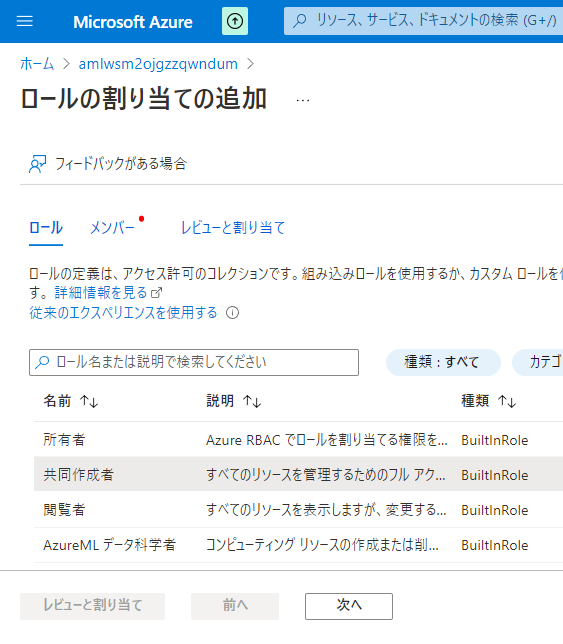 Microsoft Azure
リソース、サービス、ドキュメントの検索 (G+/)
ホーム > amlwsm2ojgzzqwndum >
ロールの割り当ての追加 ...
フィードバックがある場合
ロール メンバー レビューと割り当て
ロールの定義は、アクセス許可のコレクションです。組み込みロールを使用するか、カスタム ロールを
す。 詳細情報を見る
従来のエクスペリエンスを使用する
ロール名または説明で検索してください 種類 : すべて カテゴ
名前 ↑↓ 説明 ↑↓ 種類 ↑↓
所有者 Azure RBAC でロールを割り当てる権限を... BuiltInRole
共同作成者 すべてのリソースを管理するためのフル アク... BuiltInRole
閲覧者 すべてのリソースを表示しますが、変更する... BuiltInRole
AzureML データ科学者 コンピューティング リソースの作成または削... BuiltInRole
レビューと割り当て 前へ 次へ